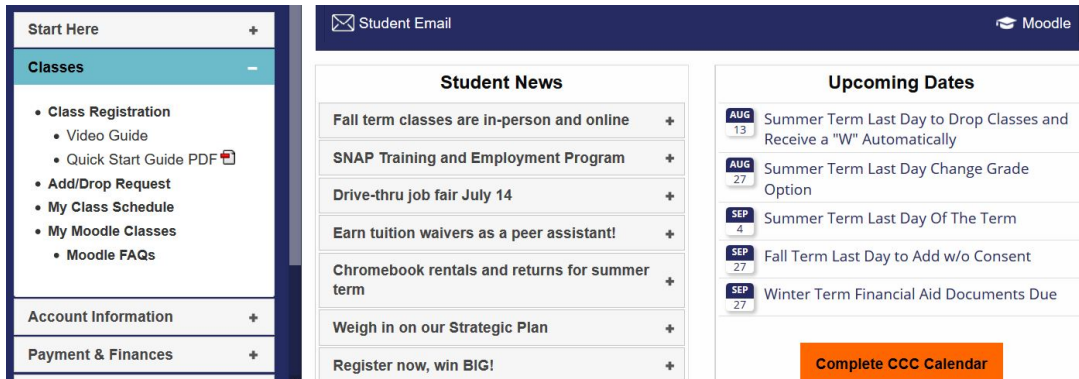 Start Here +
Classes −
• Class Registration
• Video Guide
• Quick Start Guide PDF
• Add/Drop Request
• My Class Schedule
• My Moodle Classes
• Moodle FAQs
Account Information +
Payment & Finances +
Student Email
Moodle
Student News
Fall term classes are in-person and online +
SNAP Training and Employment Program +
Drive-thru job fair July 14 +
Earn tuition waivers as a peer assistant! +
Chromebook rentals and returns for summer
term +
Weigh in on our Strategic Plan +
Register now, win BIG! +
Upcoming Dates
AUG
13
Summer Term Last Day to Drop Classes and
Receive a "W" Automatically
AUG
27
Summer Term Last Day Change Grade
Option
SEP
4
Summer Term Last Day Of The Term
SEP
27
Fall Term Last Day to Add w/o Consent
SEP
27
Winter Term Financial Aid Documents Due
Complete CCC Calendar